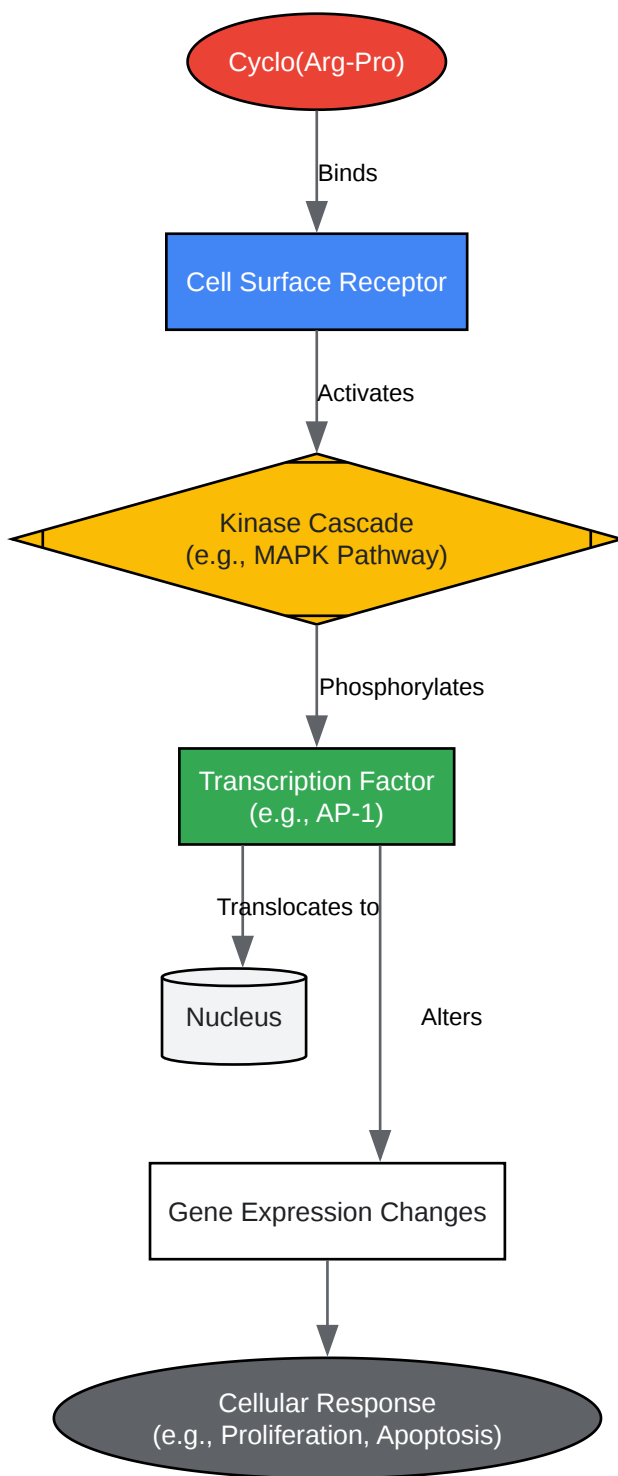 Cyclo(Arg-Pro)
Binds
Cell Surface Receptor
Activates
Kinase Cascade
(e.g., MAPK Pathway)
Phosphorylates
Transcription Factor
(e.g., AP-1)
Translocates to
Nucleus
Alters
Gene Expression Changes
Cellular Response
(e.g., Proliferation, Apoptosis)